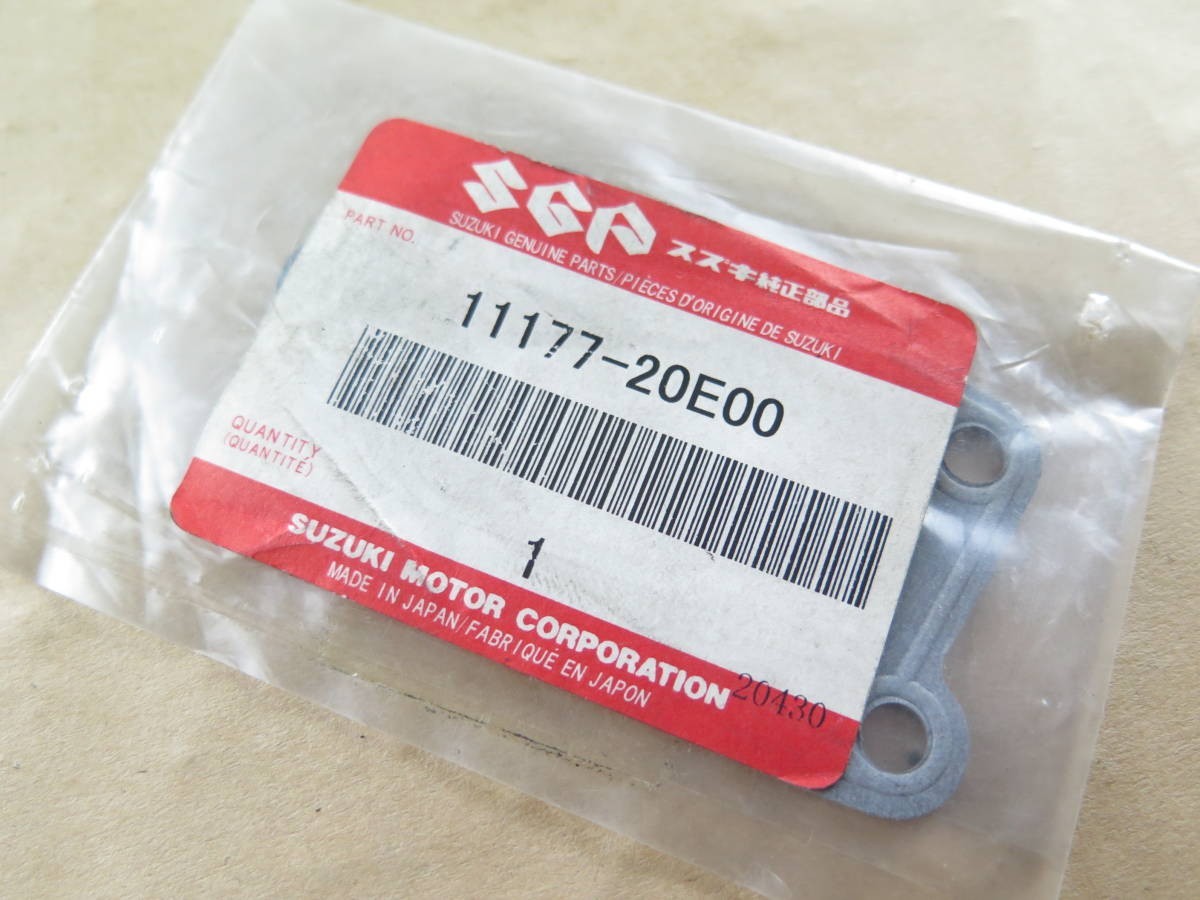 SGP スズキ純正部品
SUZUKI GENUINE PARTS/PIÈCES D'ORIGINE DE SUZUKI
PART NO.
11177-20E00
QUANTITY
(QUANTITÉ)
1
SUZUKI MOTOR CORPORATION
MADE IN JAPAN/FABRIQUÉ EN JAPON
20430